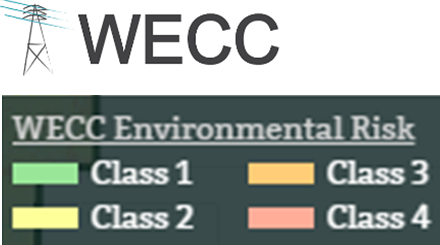 WECC
WECC Environmental Risk
Class 1 Class 3
Class 2 Class 4